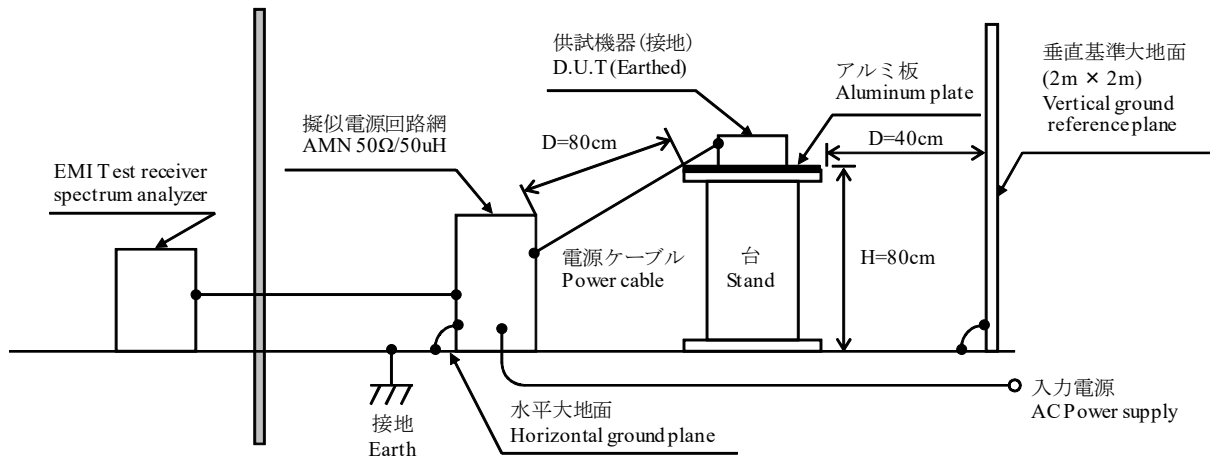 供試機器(接地)
D.U.T(Earthed)
アルミ板
Aluminum plate
垂直基準大地面
(2m × 2m)
Vertical ground
reference plane
擬似電源回路網
AMN 50Ω/50uH
D=80cm
D=40cm
EMI Test receiver
spectrum analyzer
電源ケーブル
Power cable
台
Stand
H=80cm
接地
Earth
水平大地面
Horizontal ground plane
入力電源
AC Power supply